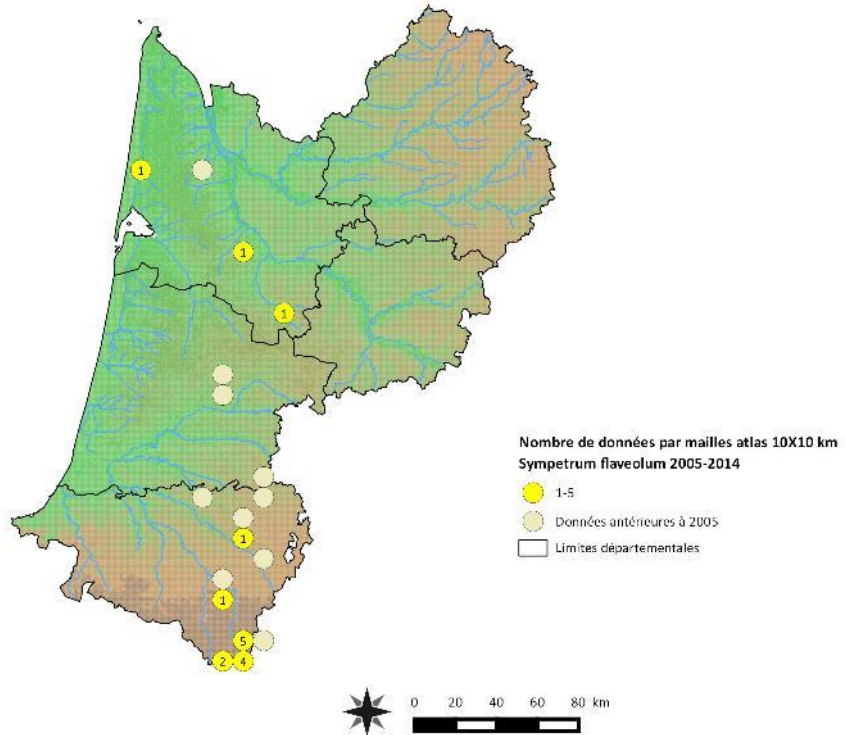 1
1
1
1
1
5
2 4
Nombre de données par mailles atlas 10X10 km
Sympetrum flaveolum 2005-2014
1-5
Données antérieures à 2005
Limites départementales
0 20 40 60 80 km